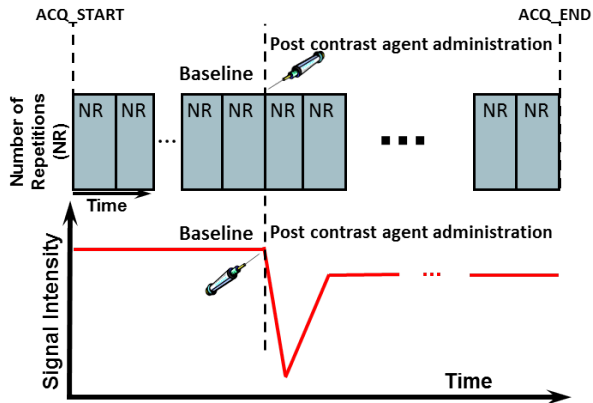 ACQ_START
ACQ_END
Post contrast agent administration
Baseline
Number of
Repetitions
(NR)
NR NR ... NR NR NR NR ... NR NR
Time
Baseline
Post contrast agent administration
Signal Intensity
...
Time